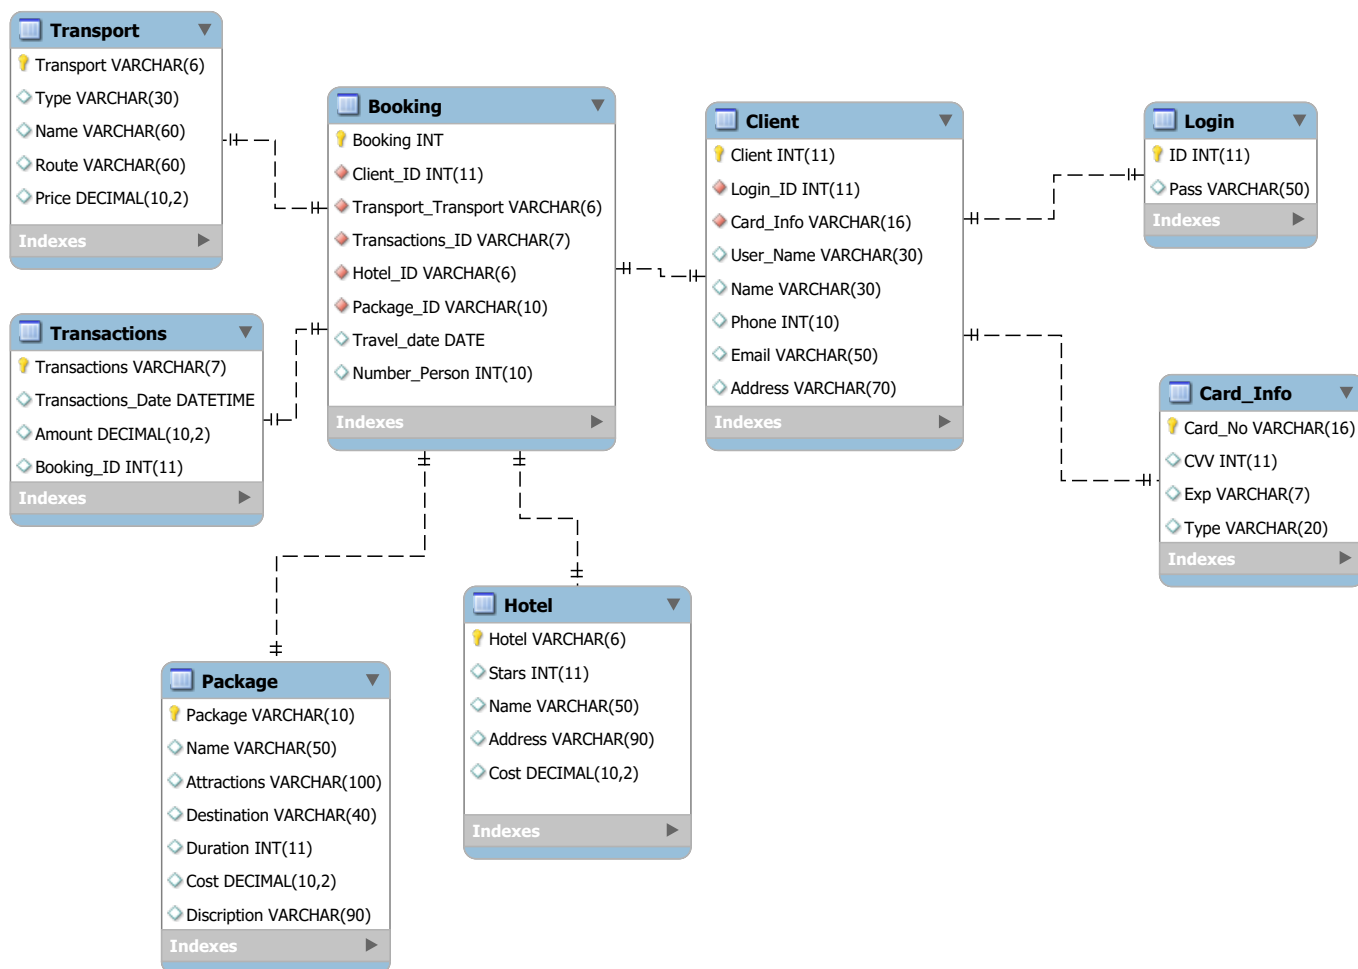 Transport
Transport VARCHAR(6)
Type VARCHAR(30)
Name VARCHAR(60)
Route VARCHAR(60)
Price DECIMAL(10,2)
Indexes
Booking
Booking INT
Client_ID INT(11)
Transport_Transport VARCHAR(6)
Transactions_ID VARCHAR(7)
Hotel_ID VARCHAR(6)
Package_ID VARCHAR(10)
Travel_date DATE
Number_Person INT(10)
Indexes
Client
Client INT(11)
Login_ID INT(11)
Card_Info VARCHAR(16)
User_Name VARCHAR(30)
Name VARCHAR(30)
Phone INT(10)
Email VARCHAR(50)
Address VARCHAR(70)
Indexes
Login
ID INT(11)
Pass VARCHAR(50)
Indexes
Transactions
Transactions VARCHAR(7)
Transactions_Date DATETIME
Amount DECIMAL(10,2)
Booking_ID INT(11)
Indexes
Card_Info
Card_No VARCHAR(16)
CVV INT(11)
Exp VARCHAR(7)
Type VARCHAR(20)
Indexes
Hotel
Hotel VARCHAR(6)
Stars INT(11)
Name VARCHAR(50)
Address VARCHAR(90)
Cost DECIMAL(10,2)
Indexes
Package
Package VARCHAR(10)
Name VARCHAR(50)
Attractions VARCHAR(100)
Destination VARCHAR(40)
Duration INT(11)
Cost DECIMAL(10,2)
Discription VARCHAR(90)
Indexes